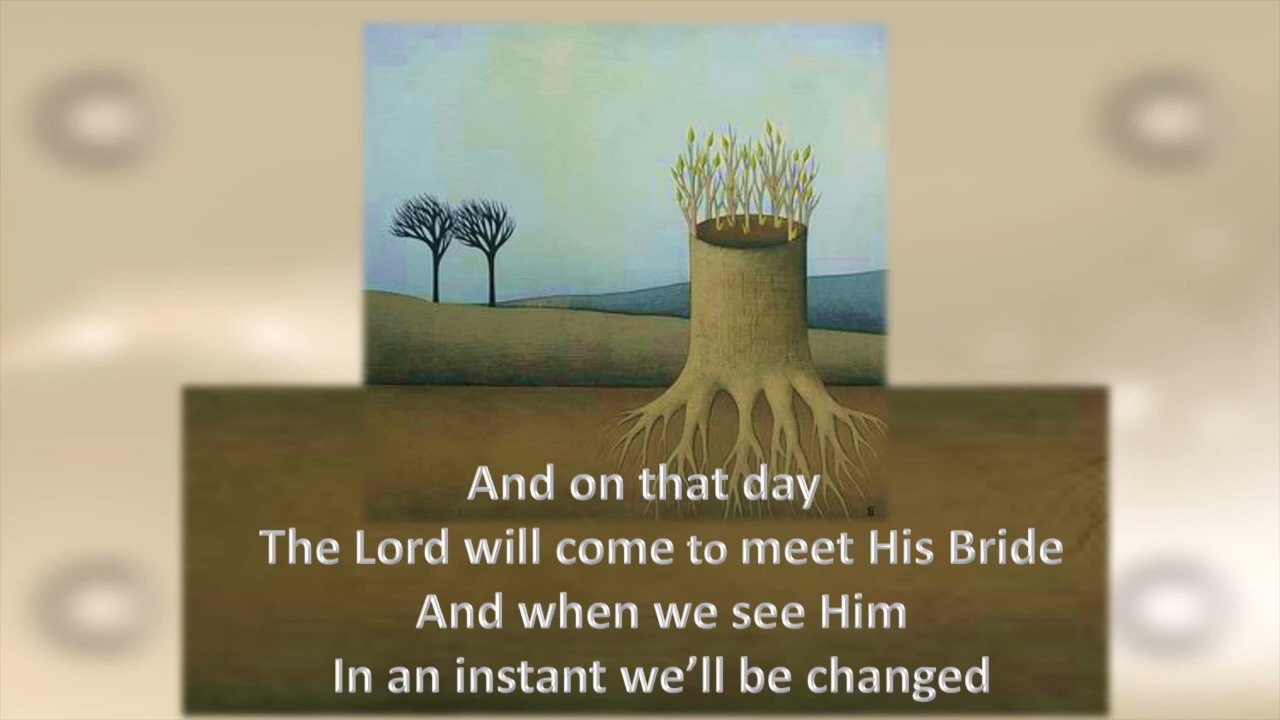 And on that day
The Lord will come to meet His Bride
And when we see Him
In an instant we’ll be changed